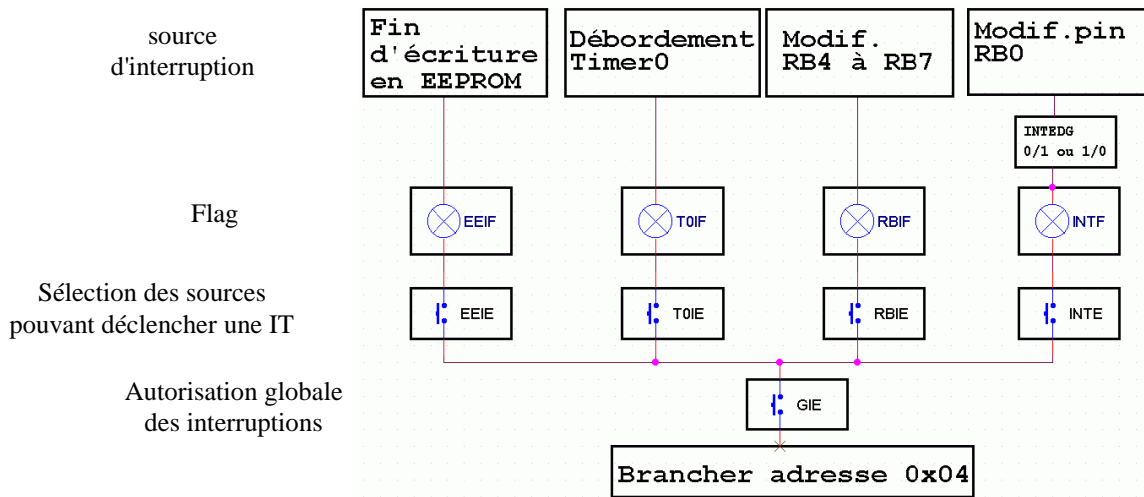 source
d'interruption
Fin
d'écriture
en EEPROM
Débordement
Timer0
Modif.
RB4 à RB7
Modif.pin
RB0
INTEDG
0/1 ou 1/0
Flag
EEIF
T0IF
RBIF
INTF
Sélection des sources
pouvant déclencher une IT
EEIE
T0IE
RBIE
INTE
Autorisation globale
des interruptions
GIE
Brancher adresse 0x04